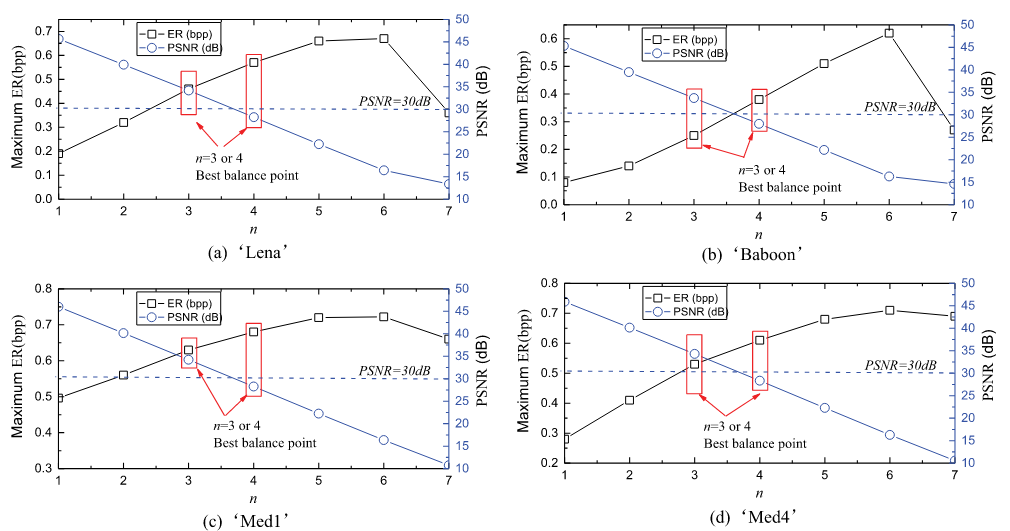 ER (bpp)
PSNR (dB)
Maximum ER(bpp)
0.7
0.6
0.5
0.4
0.3
0.2
0.1
0.0
50
45
40
35
30
25
20
15
10
PSNR (dB)
PSNR=30dB
n=3 or 4
Best balance point
1 2 3 4 5 6 7
n
(a) ‘Lena’
ER (bpp)
PSNR (dB)
Maximum ER(bpp)
0.6
0.5
0.4
0.3
0.2
0.1
0.0
50
45
40
35
30
25
20
15
10
PSNR (dB)
PSNR=30dB
n=3 or 4
Best balance point
1 2 3 4 5 6 7
n
(b) ‘Baboon’
ER (bpp)
PSNR (dB)
Maximum ER(bpp)
0.8
0.7
0.6
0.5
0.4
0.3
50
45
40
35
30
25
20
15
10
PSNR (dB)
PSNR=30dB
n=3 or 4
Best balance point
1 2 3 4 5 6 7
n
(c) ‘Med1’
ER (bpp)
PSNR (dB)
Maximum ER(bpp)
0.8
0.7
0.6
0.5
0.4
0.3
0.2
50
45
40
35
30
25
20
15
10
PSNR (dB)
PSNR=30dB
n=3 or 4
Best balance point
1 2 3 4 5 6 7
n
(d) ‘Med4’